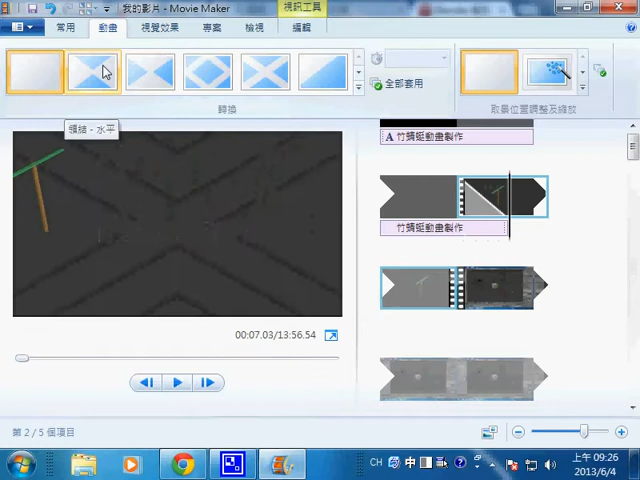 我的影片 - Movie Maker
視訊工具
常用
動畫
視覺效果
專案
檢視
編輯
全部套用
轉換
取景位置調整及縮放
領結 - 水平
A 竹蜻蜓動畫製作
竹蜻蜓動畫製作
00:07.03/13:56.54
第 2 / 5 個項目
CH
中
上午 09:26
2013/6/4